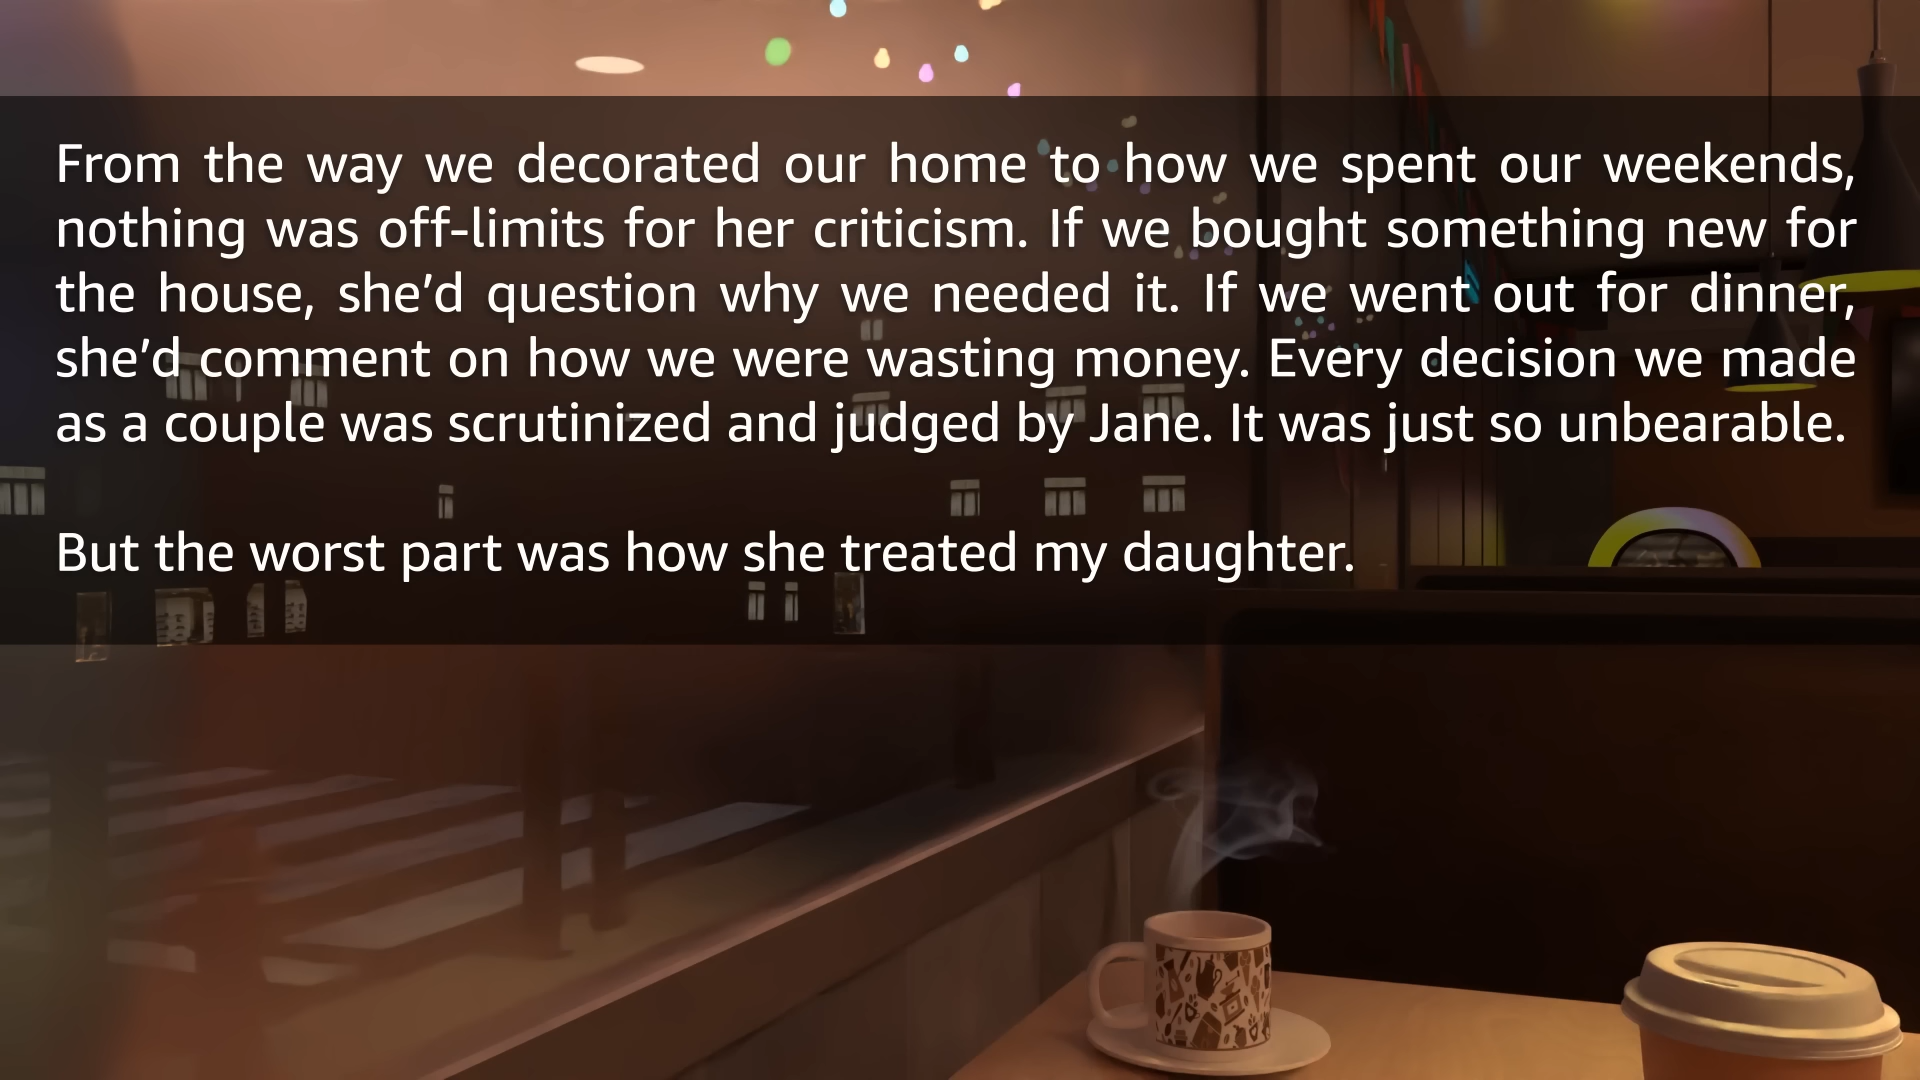 From the way we decorated our home to how we spent our weekends,
nothing was off-limits for her criticism. If we bought something new for
the house, she’d question why we needed it. If we went out for dinner,
she’d comment on how we were wasting money. Every decision we made
as a couple was scrutinized and judged by Jane. It was just so unbearable.
But the worst part was how she treated my daughter.